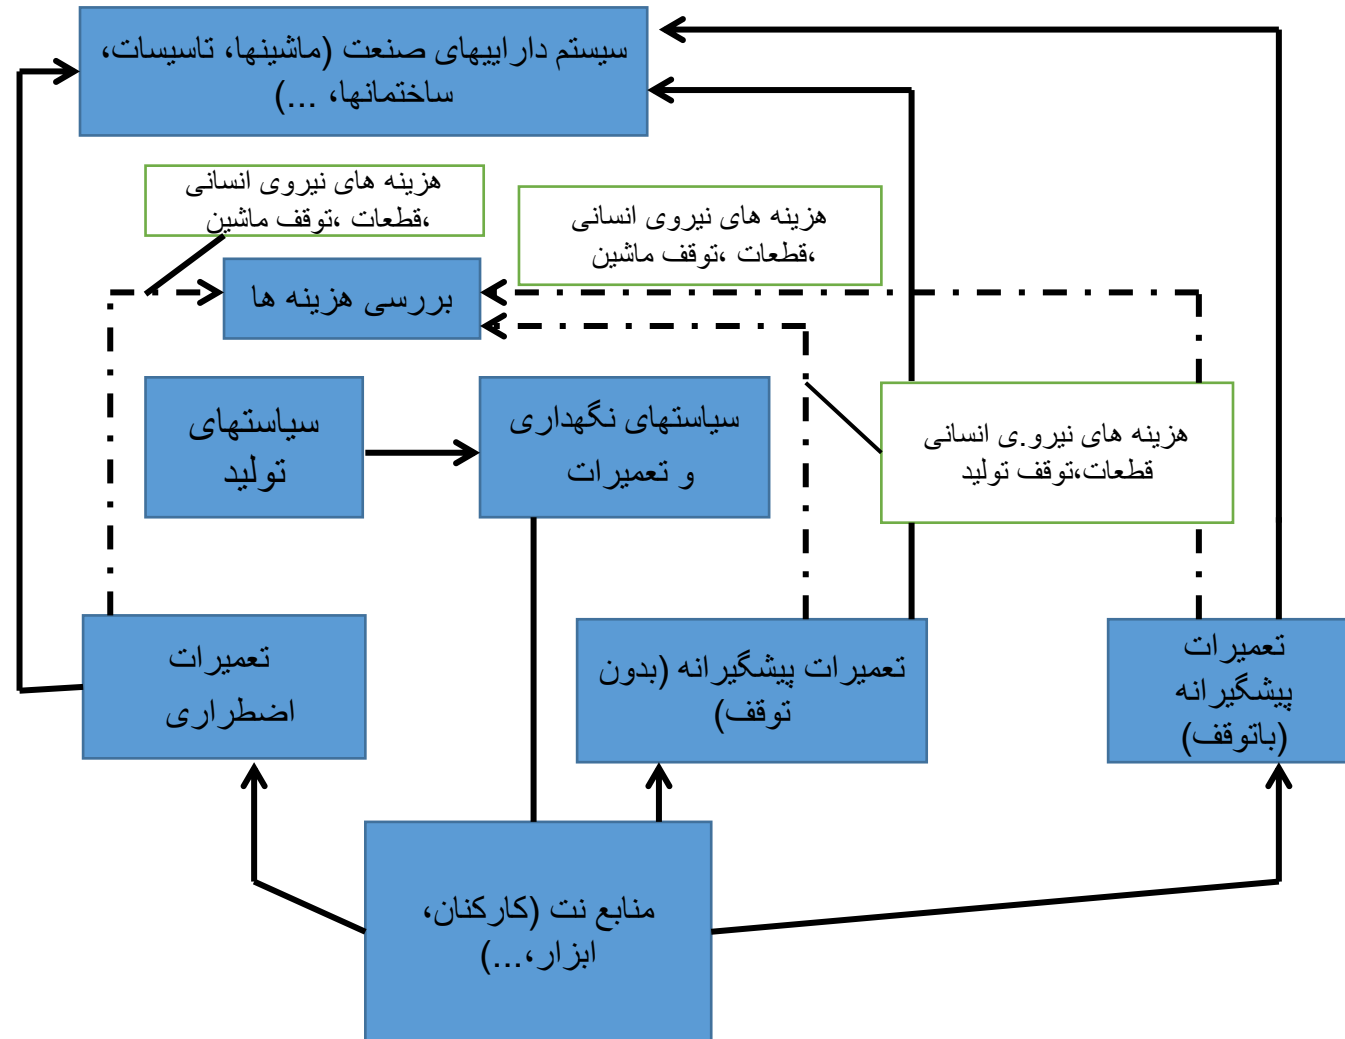 سیستم داراییهای صنعت (ماشینها، تاسیسات،
ساختمانها، ...)
هزینه های نیروی انسانی
،قطعات ،توقف ماشین
هزینه های نیروی انسانی
،قطعات ،توقف ماشین
بررسی هزینه ها
سیاستهای
تولید
سیاستهای نگهداری
و تعمیرات
هزینه های نیرو.ی انسانی
قطعات،توقف تولید
تعمیرات
اضطراری
تعمیرات پیشگیرانه (بدون
توقف)
تعمیرات
پیشگیرانه
(باتوقف)
منابع نت (کارکنان،
ابزار،...)